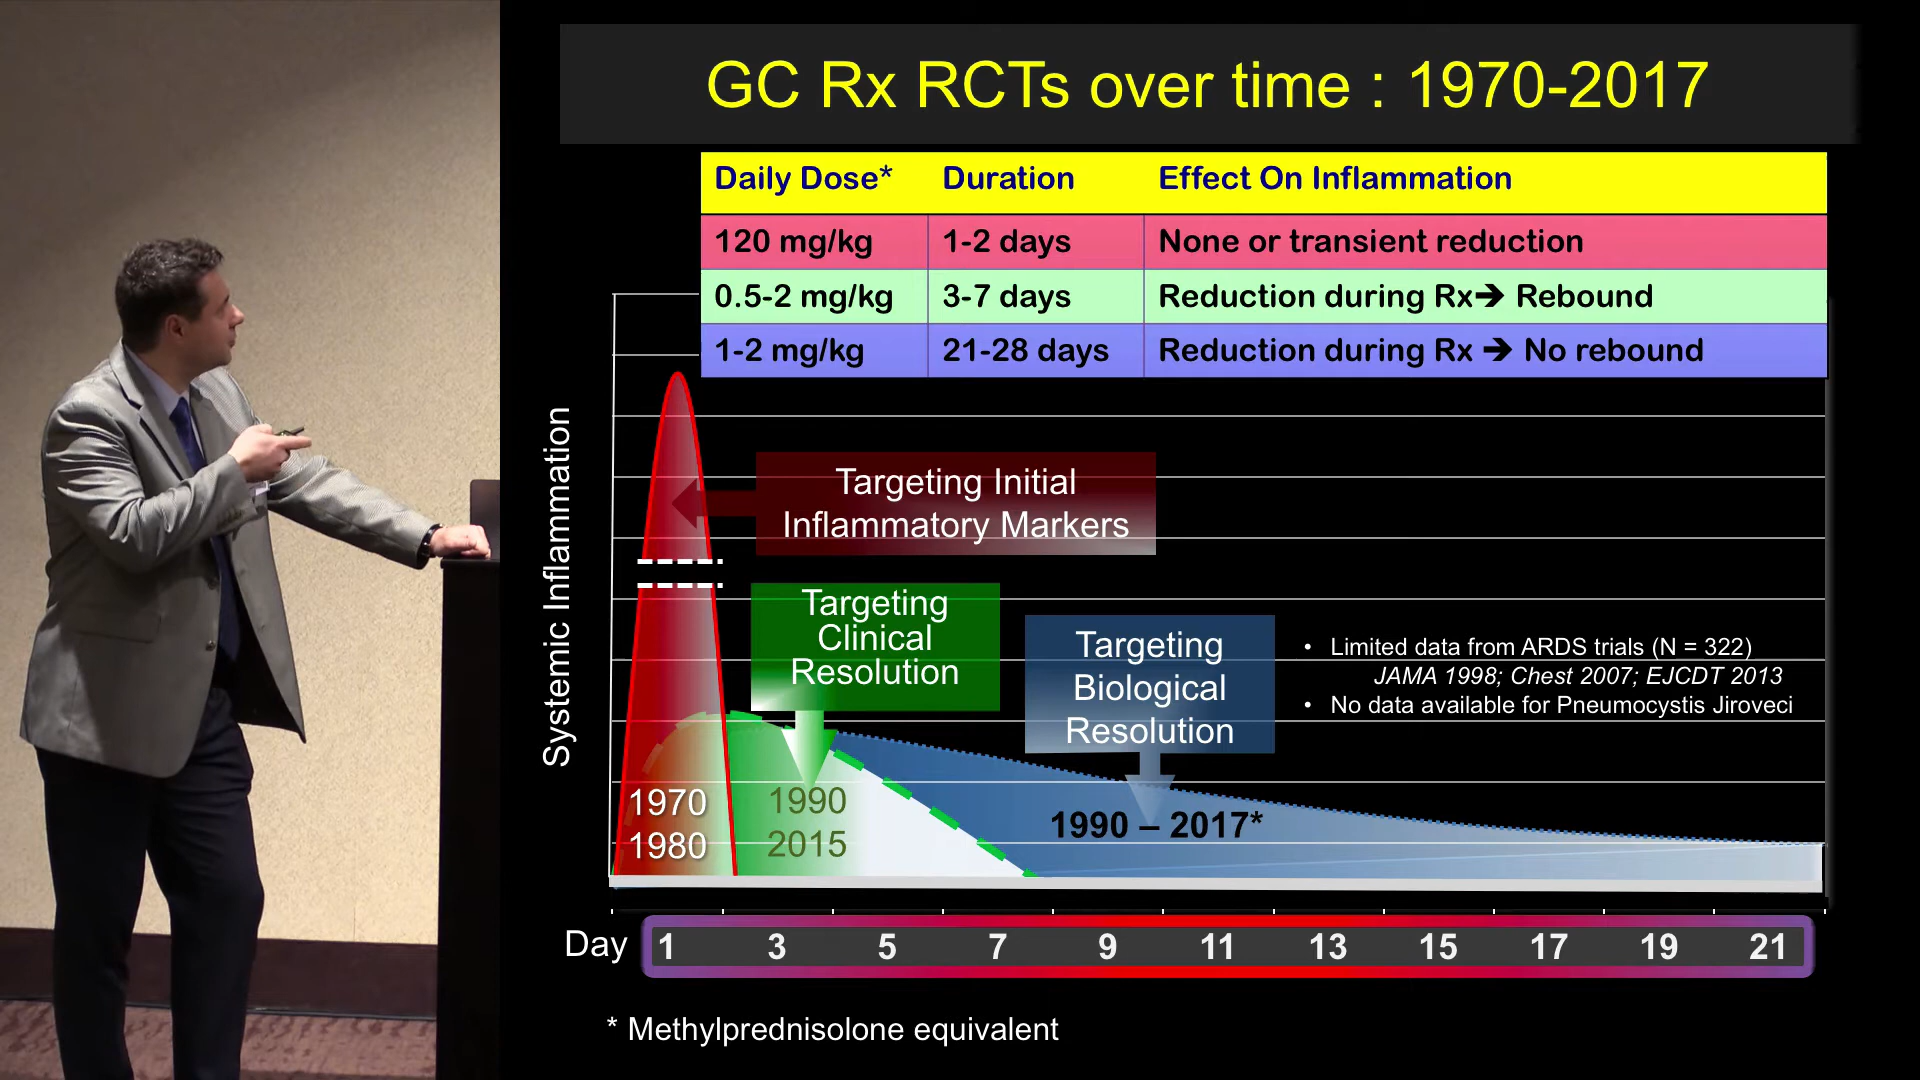 GC Rx RCTs over time : 1970-2017
Daily Dose* Duration Effect On Inflammation
120 mg/kg 1-2 days None or transient reduction
0.5-2 mg/kg 3-7 days Reduction during Rx➔ Rebound
1-2 mg/kg 21-28 days Reduction during Rx ➔ No rebound
Systemic Inflammation
Targeting Initial
Inflammatory Markers
Targeting
Clinical
Resolution
Targeting
Biological
Resolution
• Limited data from ARDS trials (N = 322)
JAMA 1998; Chest 2007; EJCDT 2013
• No data available for Pneumocystis Jiroveci
1970
1980
1990
2015
1990 – 2017*
Day 1 3 5 7 9 11 13 15 17 19 21
* Methylprednisolone equivalent